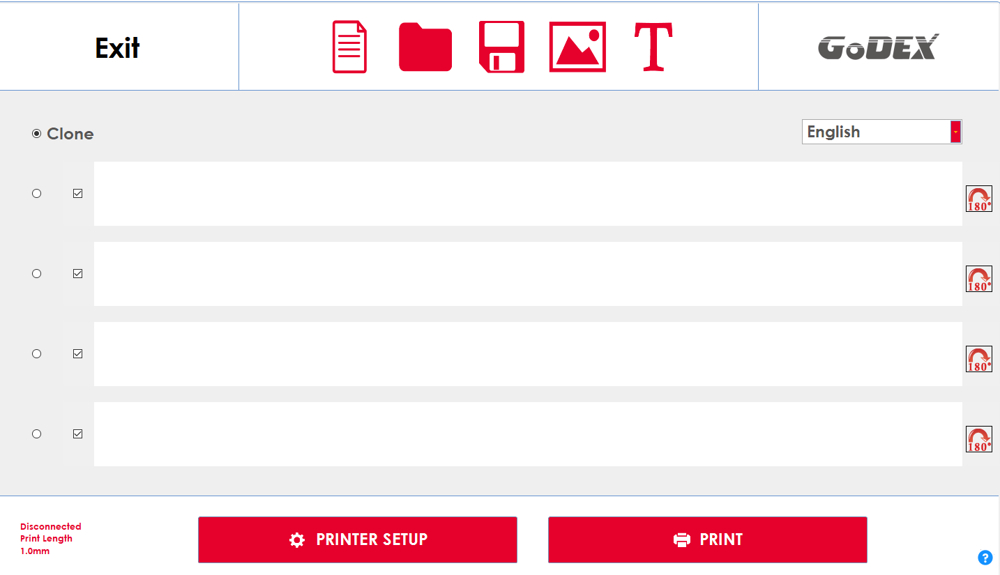 Exit
T
GoDEX
Clone
English
180°
180°
180°
180°
Disconnected
Print Length
1.0mm
PRINTER SETUP
PRINT
?